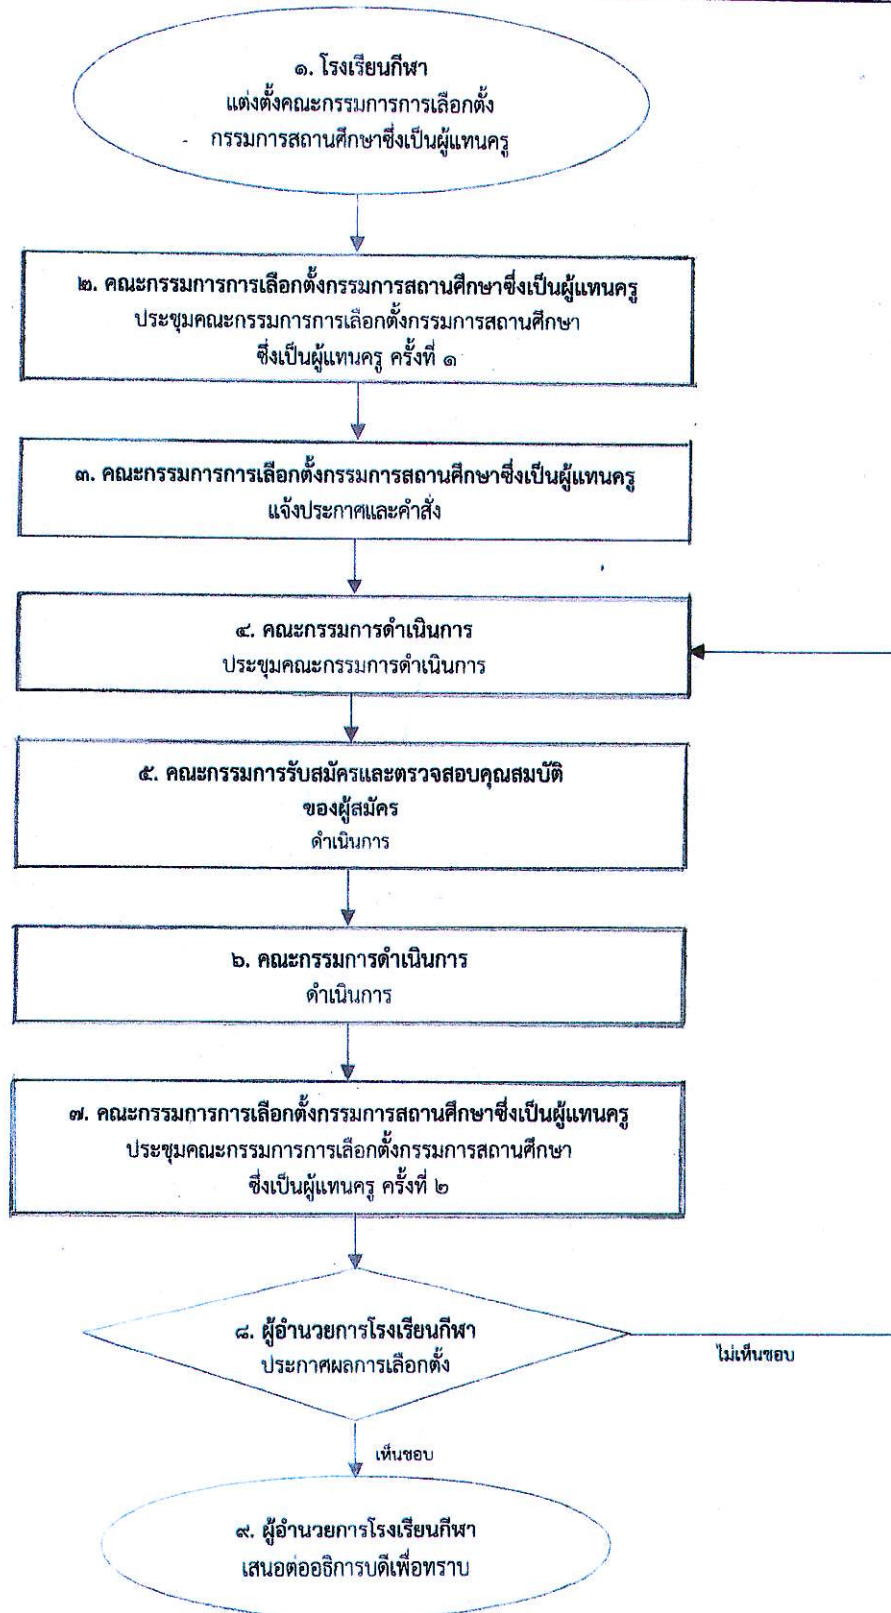 ๑. โรงเรียนกีฬา
แต่งตั้งคณะกรรมการการเลือกตั้ง
กรรมการสถานศึกษาซึ่งเป็นผู้แทนครู
๒. คณะกรรมการการเลือกตั้งกรรมการสถานศึกษาซึ่งเป็นผู้แทนครู
ประชุมคณะกรรมการการเลือกตั้งกรรมการสถานศึกษา
ซึ่งเป็นผู้แทนครู ครั้งที่ ๑
๓. คณะกรรมการการเลือกตั้งกรรมการสถานศึกษาซึ่งเป็นผู้แทนครู
แจ้งประกาศและคำสั่ง
๔. คณะกรรมการดำเนินการ
ประชุมคณะกรรมการดำเนินการ
๕. คณะกรรมการรับสมัครและตรวจสอบคุณสมบัติ
ของผู้สมัคร
ดำเนินการ
๖. คณะกรรมการดำเนินการ
ดำเนินการ
๗. คณะกรรมการการเลือกตั้งกรรมการสถานศึกษาซึ่งเป็นผู้แทนครู
ประชุมคณะกรรมการการเลือกตั้งกรรมการสถานศึกษา
ซึ่งเป็นผู้แทนครู ครั้งที่ ๒
๘. ผู้อำนวยการโรงเรียนกีฬา
ประกาศผลการเลือกตั้ง
ไม่เห็นชอบ
เห็นชอบ
๙. ผู้อำนวยการโรงเรียนกีฬา
เสนอต่ออธิการบดีเพื่อทราบ